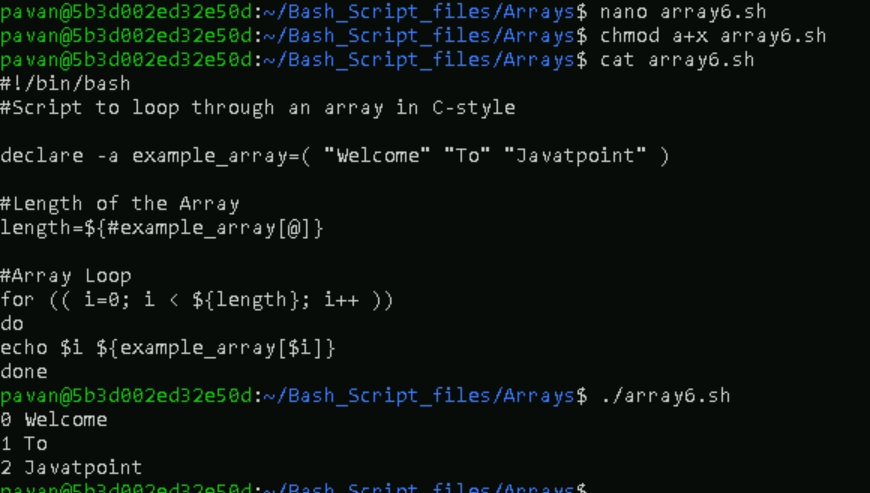 pavan@5b3d002ed32e50d:~/Bash_Script_files/Arrays$ nano array6.sh
pavan@5b3d002ed32e50d:~/Bash_Script_files/Arrays$ chmod a+x array6.sh
pavan@5b3d002ed32e50d:~/Bash_Script_files/Arrays$ cat array6.sh
#!/bin/bash
#Script to loop through an array in C-style
declare -a example_array=( "Welcome" "To" "Javatpoint" )
#Length of the Array
length=${#example_array[@]}
#Array Loop
for (( i=0; i < ${length}; i++ ))
do
echo $i ${example_array[$i]}
done
pavan@5b3d002ed32e50d:~/Bash_Script_files/Arrays$ ./array6.sh
0 Welcome
1 To
2 Javatpoint
pavan@5b3d002ed32e50d:~/Bash_Script_files/Arrays$